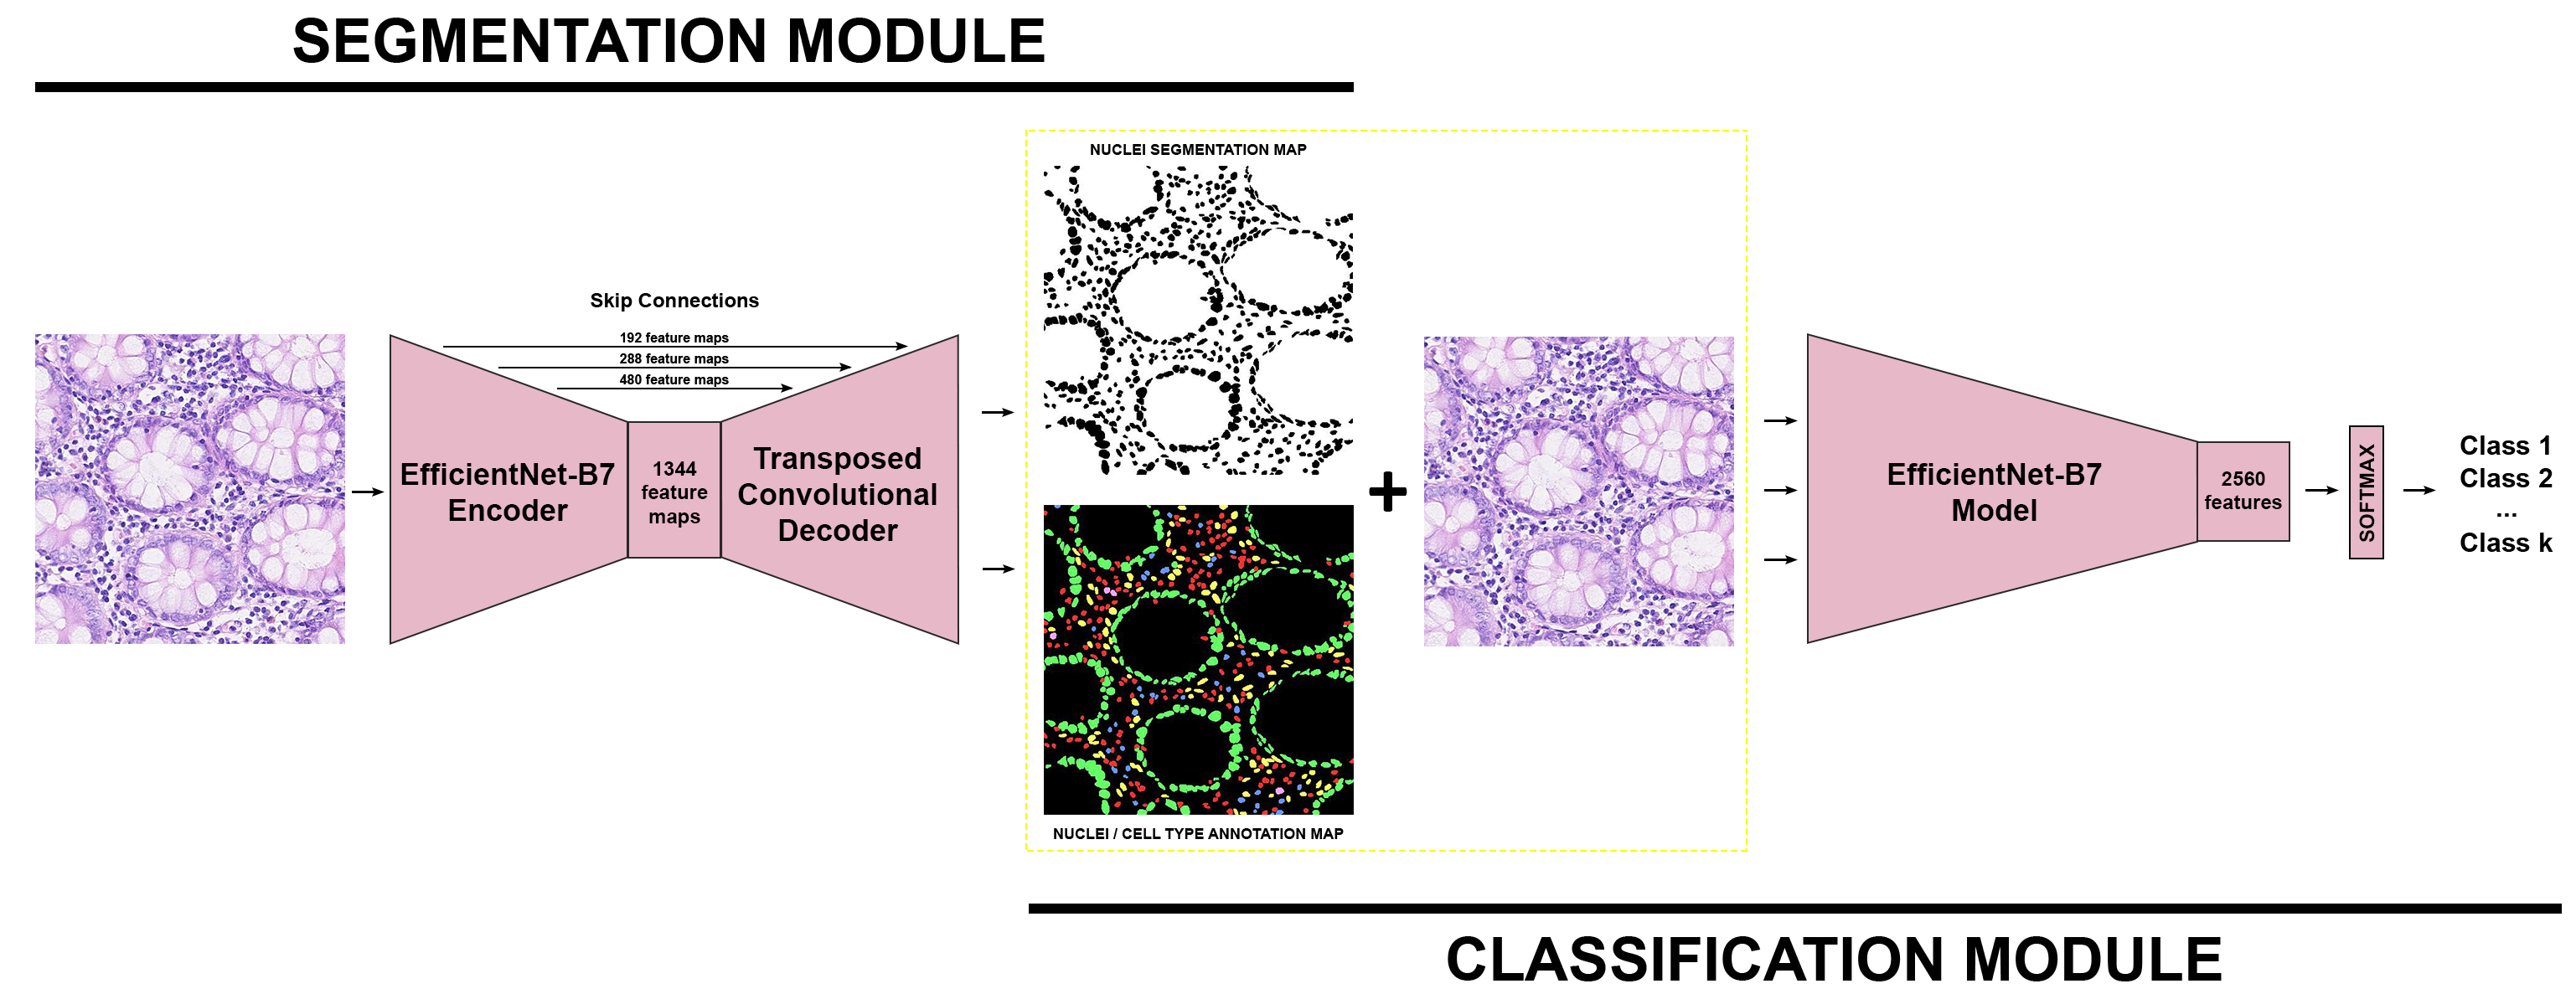 SEGMENTATION MODULE
NUCLEI SEGMENTATION MAP
Skip Connections
192 feature maps
288 feature maps
480 feature maps
EfficientNet-B7
Encoder
1344
feature
maps
Transposed
Convolutional
Decoder
+
EfficientNet-B7
Model
2560
features
SOFTMAX
Class 1
Class 2
...
Class k
NUCLEI / CELL TYPE ANNOTATION MAP
CLASSIFICATION MODULE